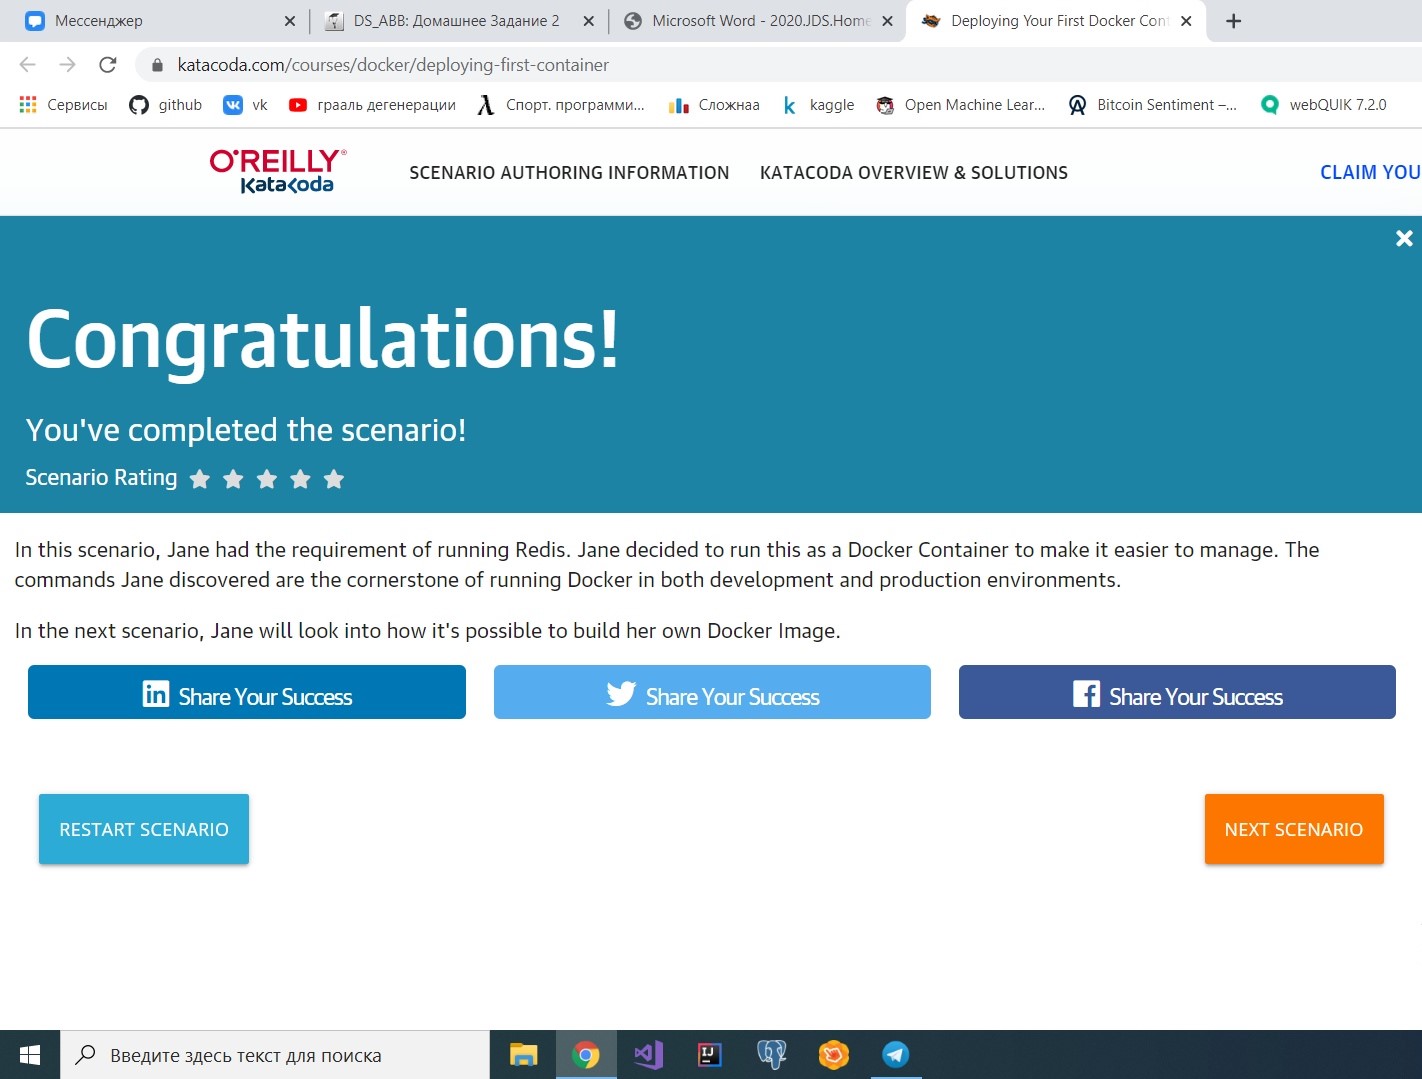 Мессенджер
DS_ABB: Домашнее Задание 2
Microsoft Word - 2020.JDS.Home
Deploying Your First Docker Cont
katacoda.com/courses/docker/deploying-first-container
Сервисы
github
vk
грааль дегенерации
Спорт. программи...
Сложнаа
kaggle
Open Machine Lear...
Bitcoin Sentiment –...
webQUIK 7.2.0
O'REILLY®
Katacoda
SCENARIO AUTHORING INFORMATION
KATACODA OVERVIEW & SOLUTIONS
CLAIM YOU
Congratulations!
You've completed the scenario!
Scenario Rating
In this scenario, Jane had the requirement of running Redis. Jane decided to run this as a Docker Container to make it easier to manage. The
commands Jane discovered are the cornerstone of running Docker in both development and production environments.
In the next scenario, Jane will look into how it's possible to build her own Docker Image.
Share Your Success
Share Your Success
Share Your Success
RESTART SCENARIO
NEXT SCENARIO
Введите здесь текст для поиска